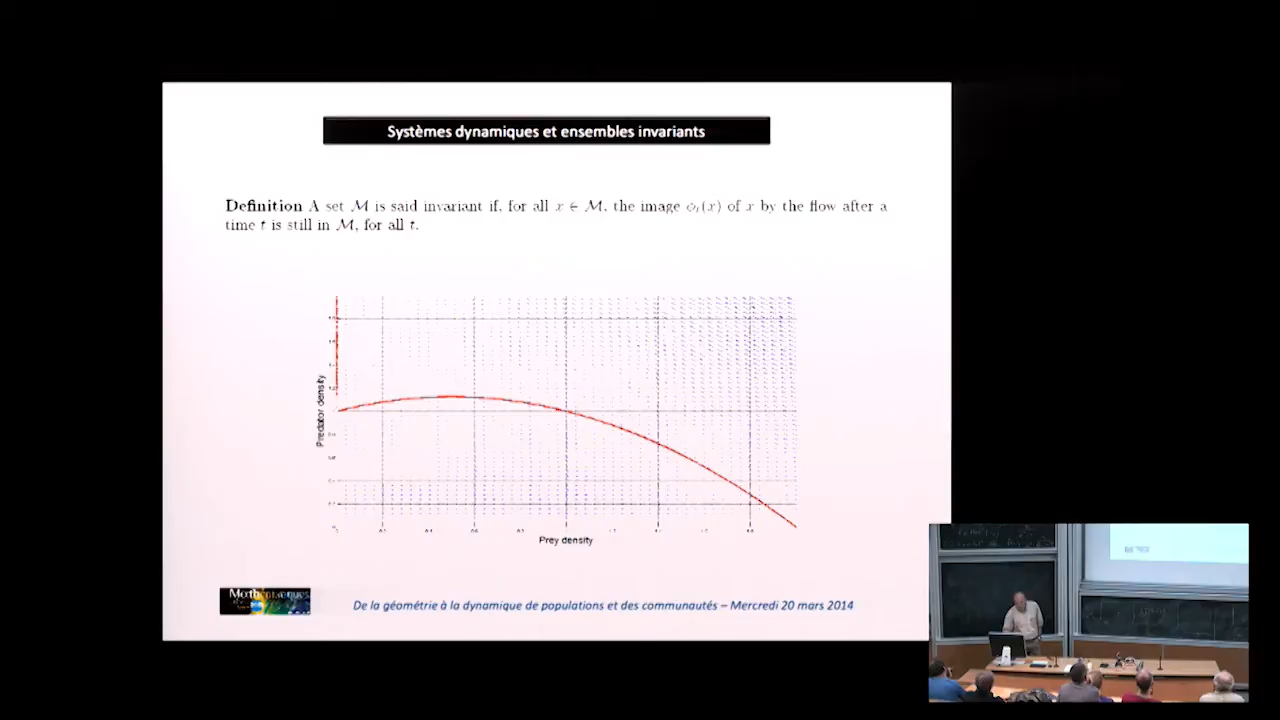 Systèmes dynamiques et ensembles invariants
Definition A set M is said invariant if, for all x ∈ M, the image ϕₜ(x) of x by the flow after a
time t is still in M, for all t.
Predator density
Prey density
De la géométrie à la dynamique de populations et des communautés – Mercredi 20 mars 2014